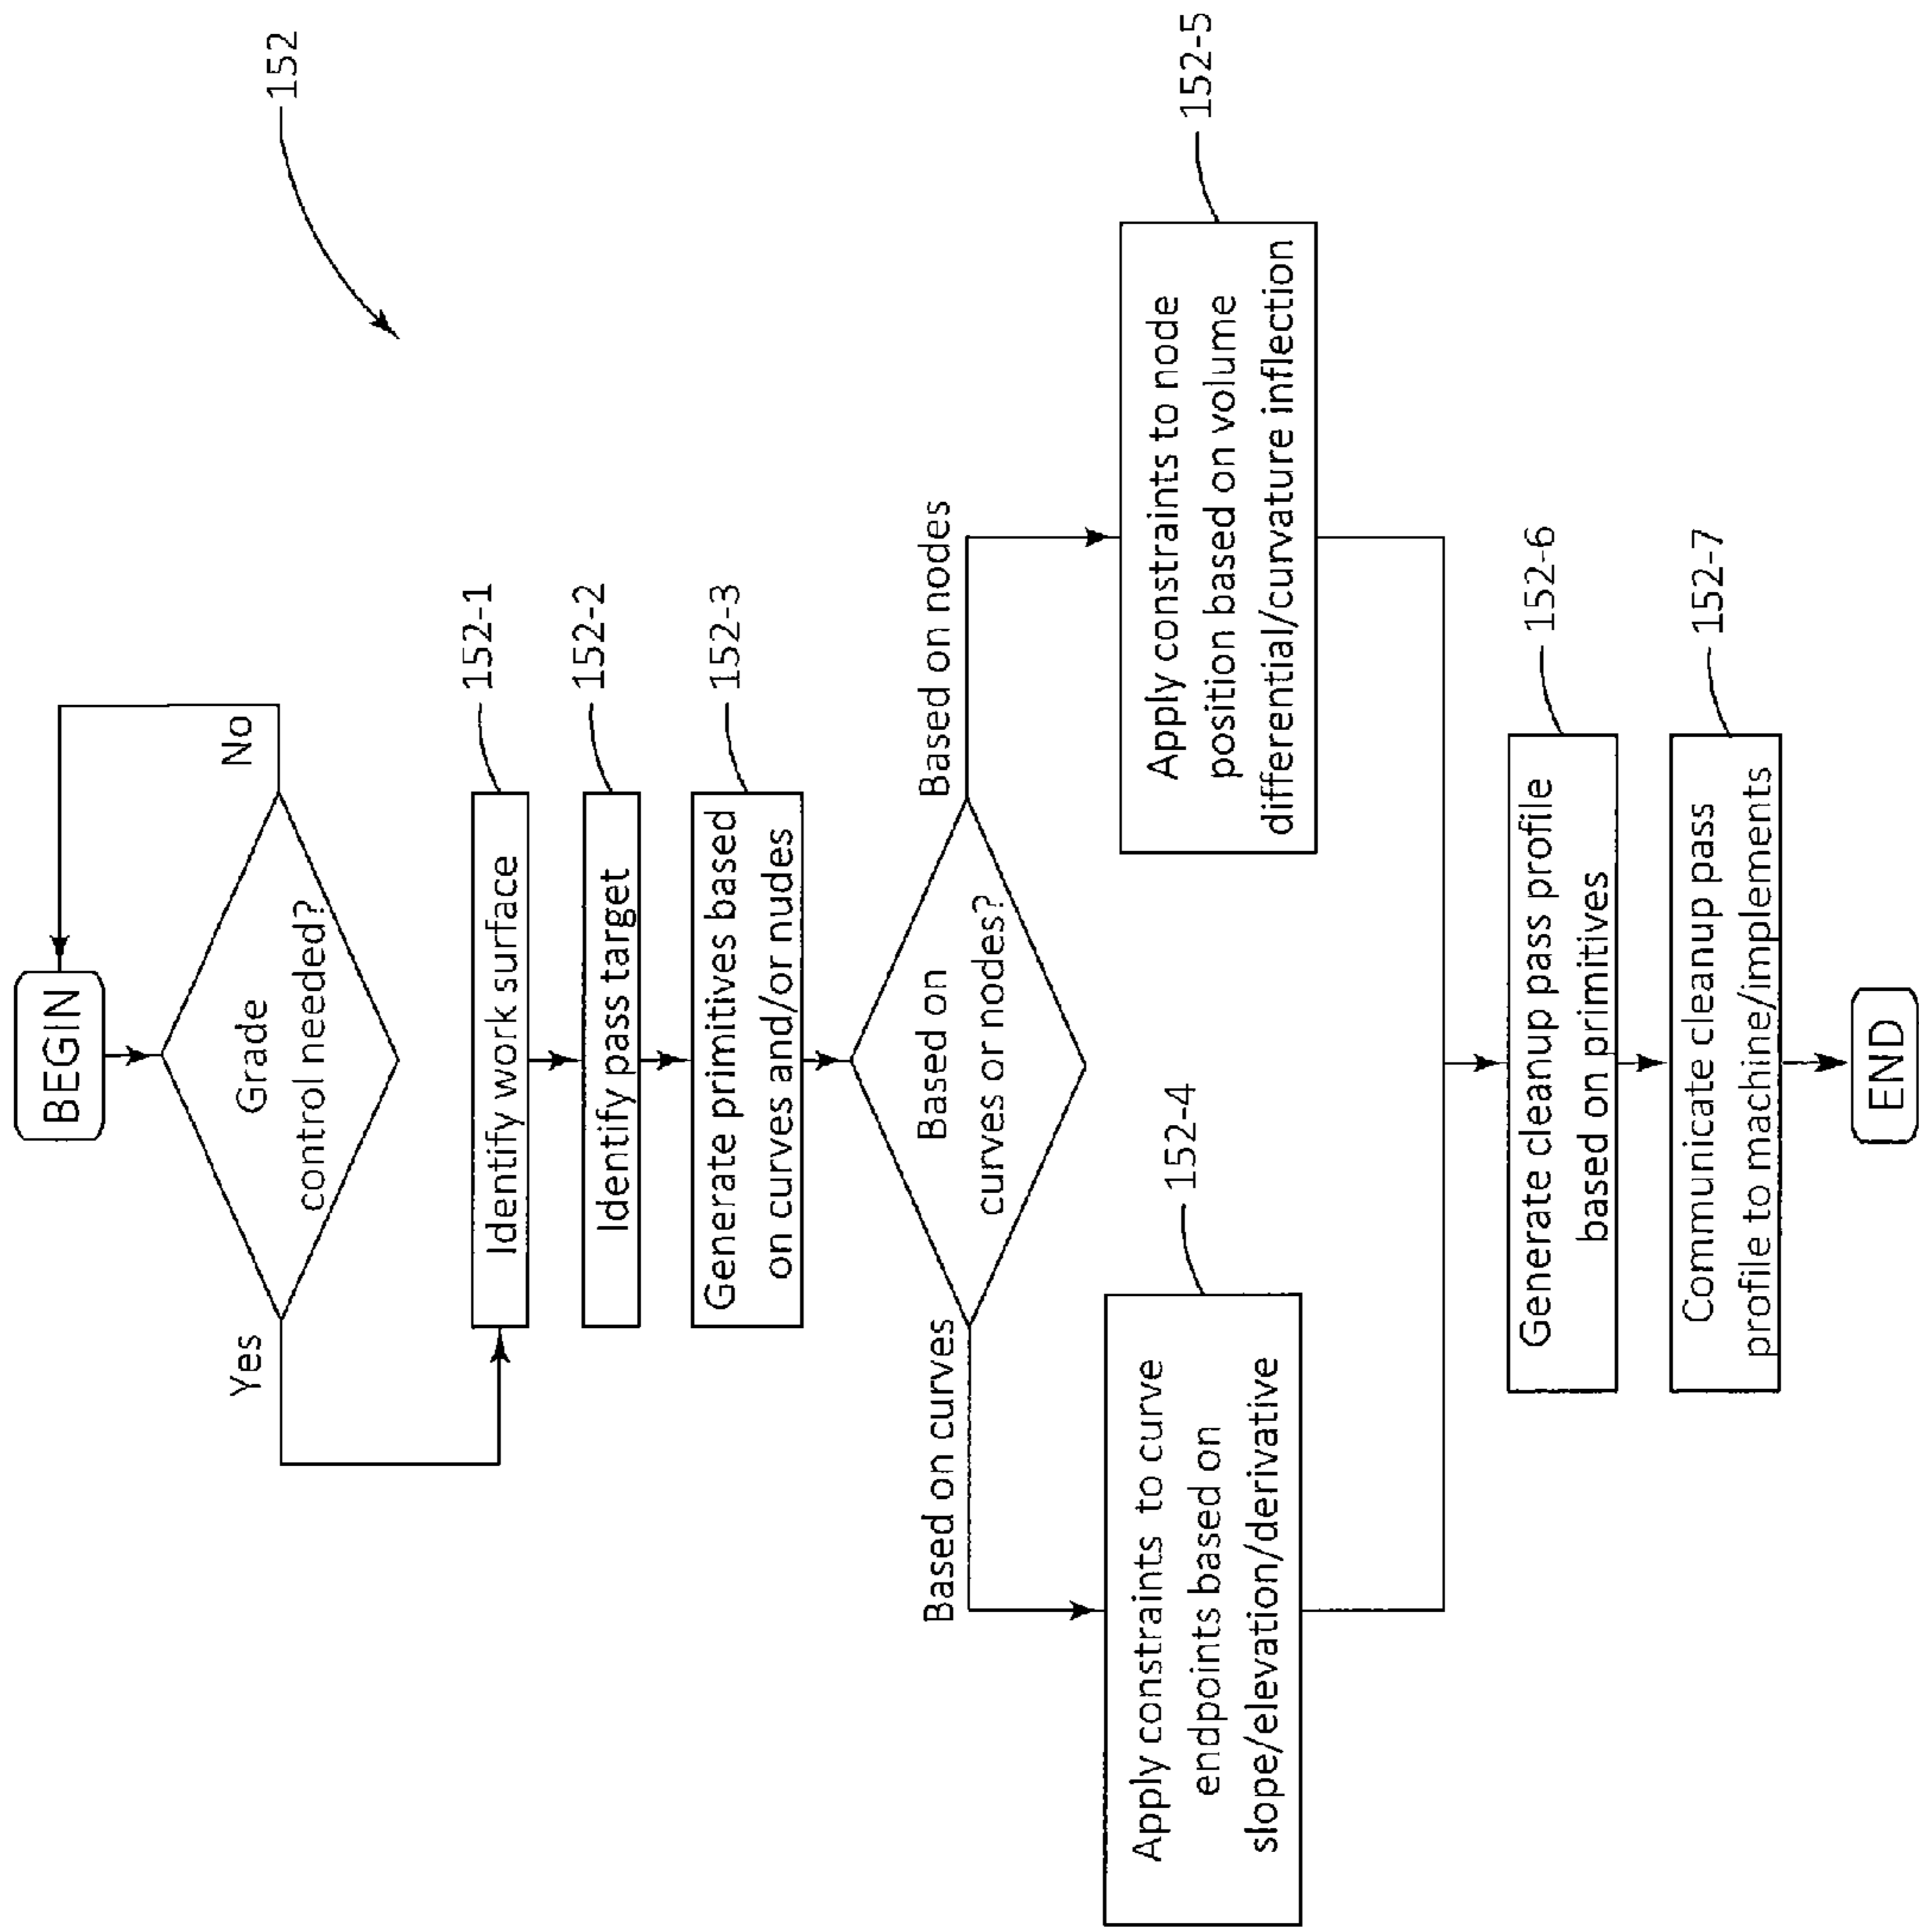 152
BEGIN
Grade
control needed?
No
Yes
Identify work surface
152-1
Identify pass target
152-2
Generate primitives based
on curves and/or nudes
152-3
Based on
curves or nodes?
Based on curves
Based on nodes
Apply constraints to curve
endpoints based on
slope/elevation/derivative
152-4
Apply constraints to node
position based on volume
differential/curvature inflection
152-5
Generate cleanup pass profile
based on primitives
152-6
Communicate cleanup pass
profile to machine/implements
152-7
END